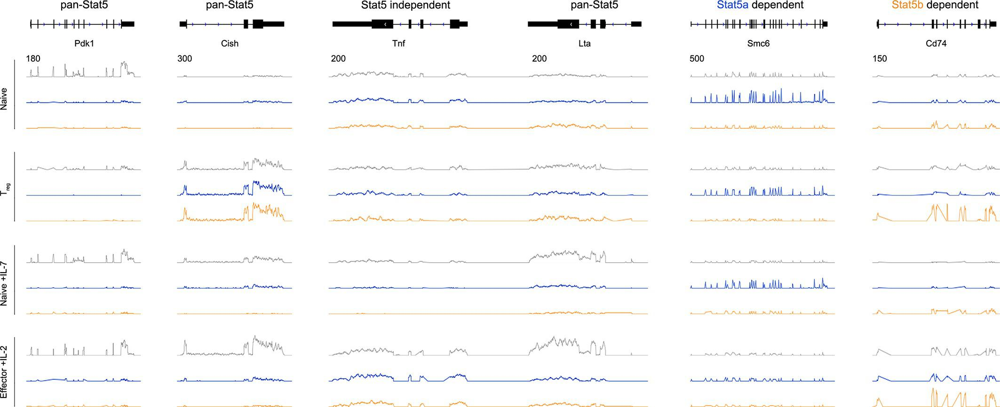 pan-Stat5 pan-Stat5 Stat5 independent pan-Stat5 Stat5a dependent Stat5b dependent
Pdk1 Cish Tnf Lta Smc6 Cd74
180 300 200 200 500 150
Naive
Treg
Naive +IL-7
Effector +IL-2